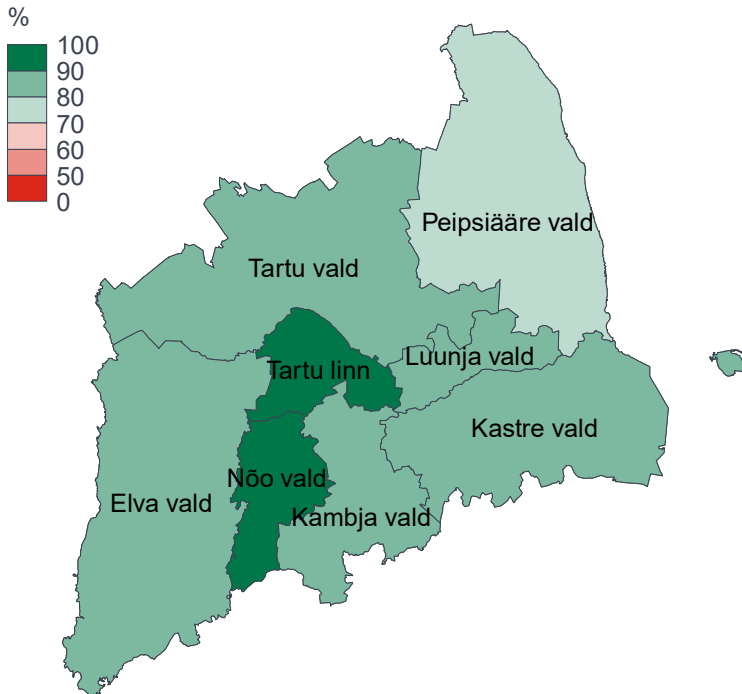 %
100
90
80
70
60
50
0
Peipsiääre vald
Tartu vald
Luunja vald
Tartu linn
Kastre vald
Nõo vald
Elva vald
Kambja vald